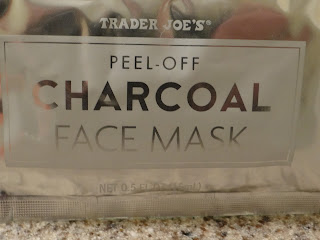 TRADER JOE'S®
PEEL-OFF
CHARCOAL
FACE MASK
NET 0.5 FL OZ